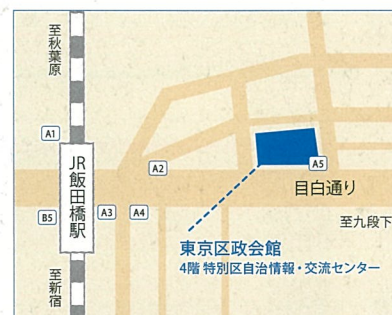 至秋葉原
A1
JR飯田橋駅
A2
A5
目白通り
B5
A3
A4
至九段下
東京区政会館
4階 特別区自治情報・交流センター
至新宿